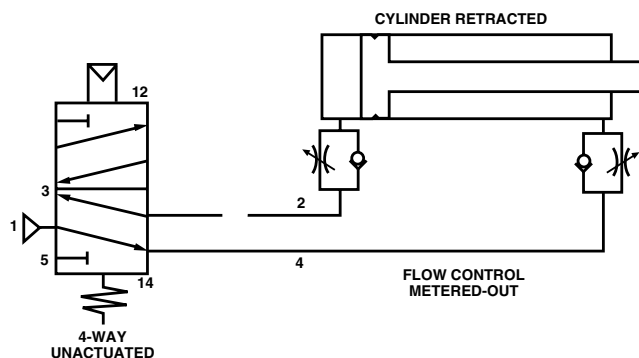 CYLINDER RETRACTED
12
3
2
1
5
4
14
FLOW CONTROL
METERED-OUT
4-WAY
UNACTUATED